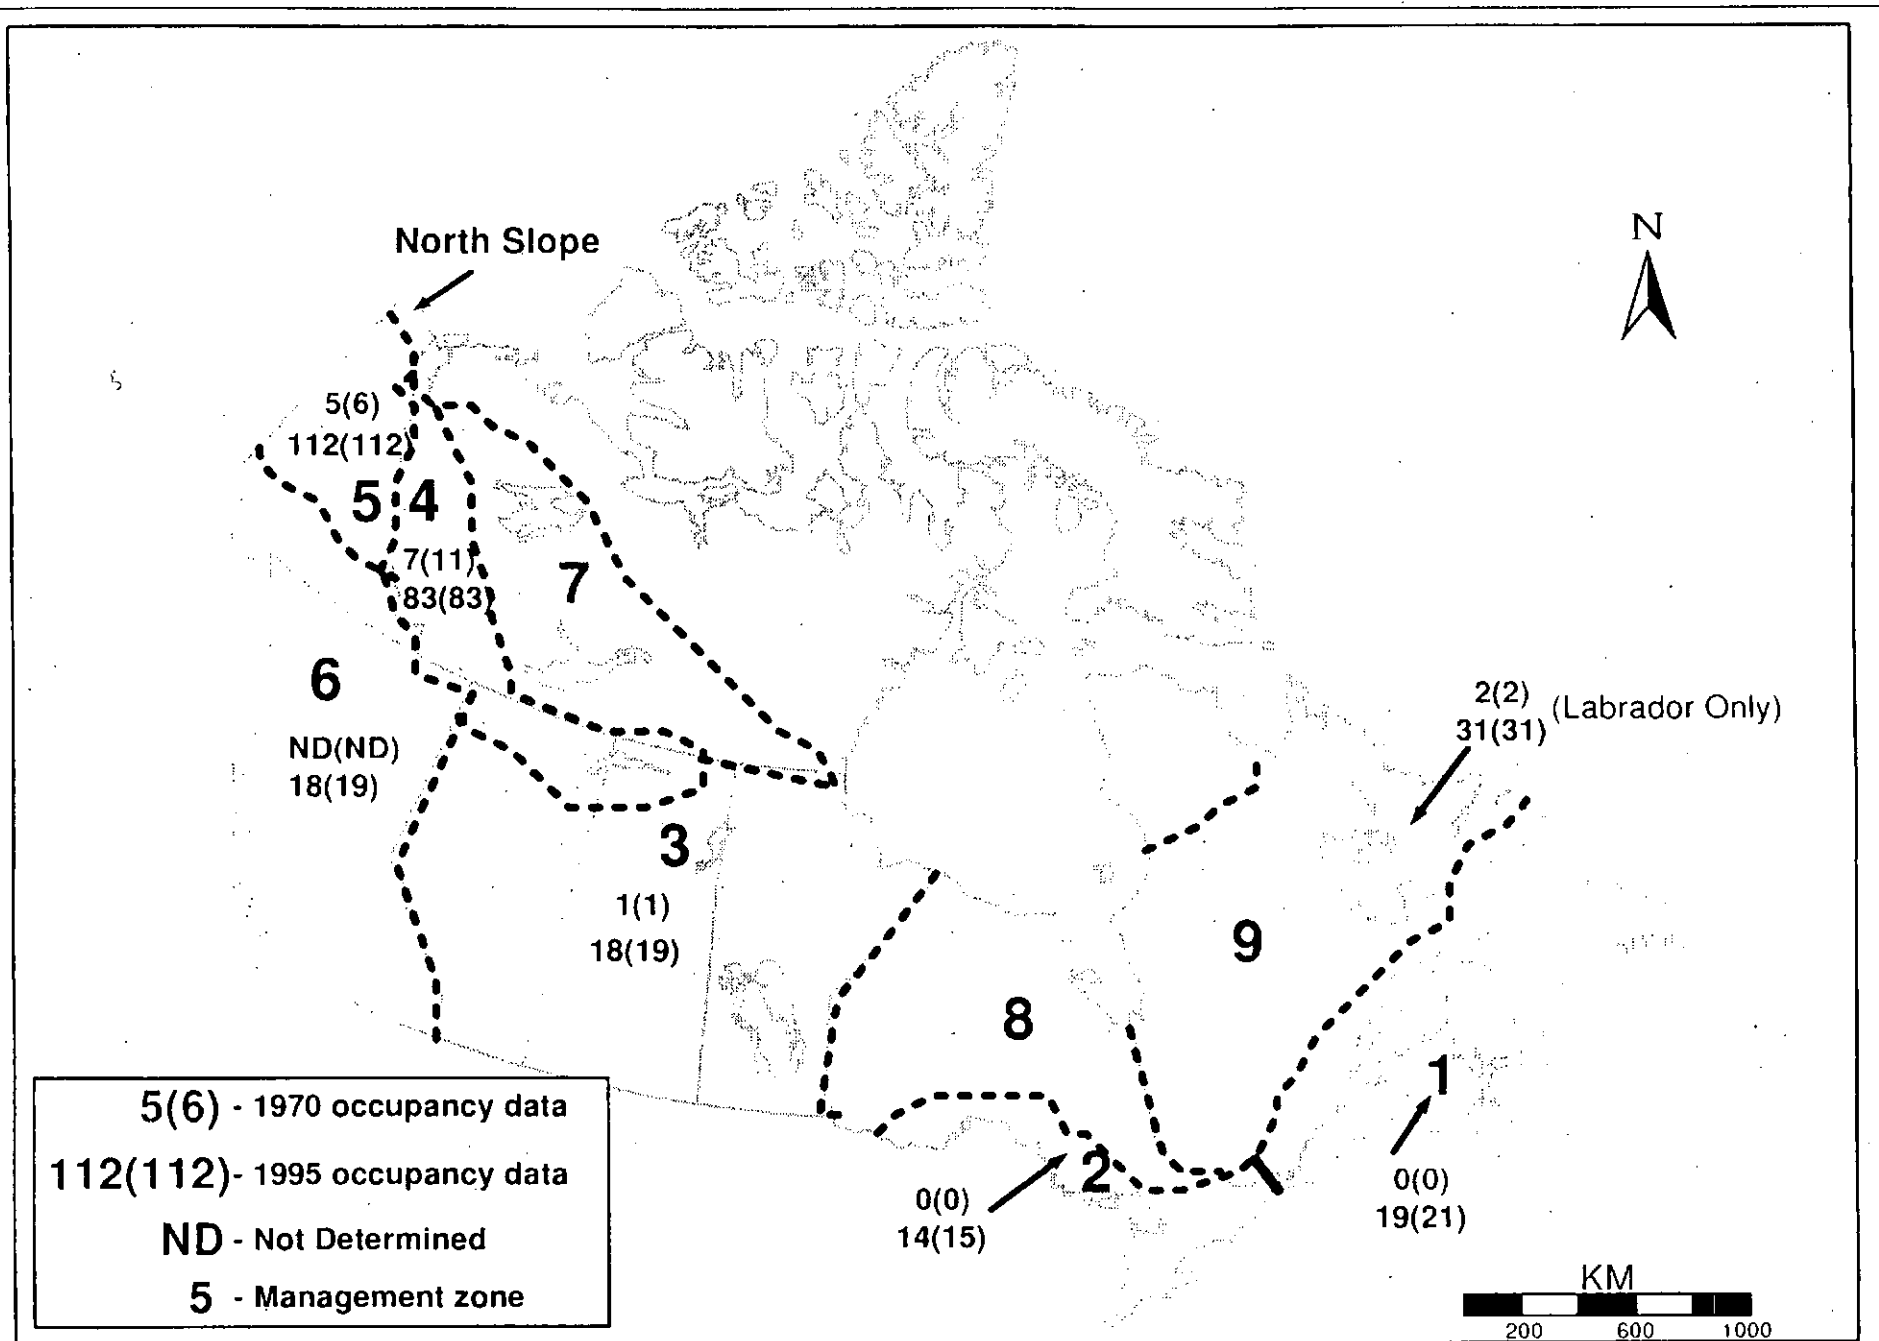 North Slope
N
5(6)
112(112)
5
4
7(11)
83(83)
7
6
ND(ND)
18(19)
2(2)
31(31)
(Labrador Only)
3
1(1)
18(19)
9
8
1
2
0(0)
14(15)
0(0)
19(21)
5(6) - 1970 occupancy data
112(112)- 1995 occupancy data
ND - Not Determined
5 - Management zone
KM
200 600 1000